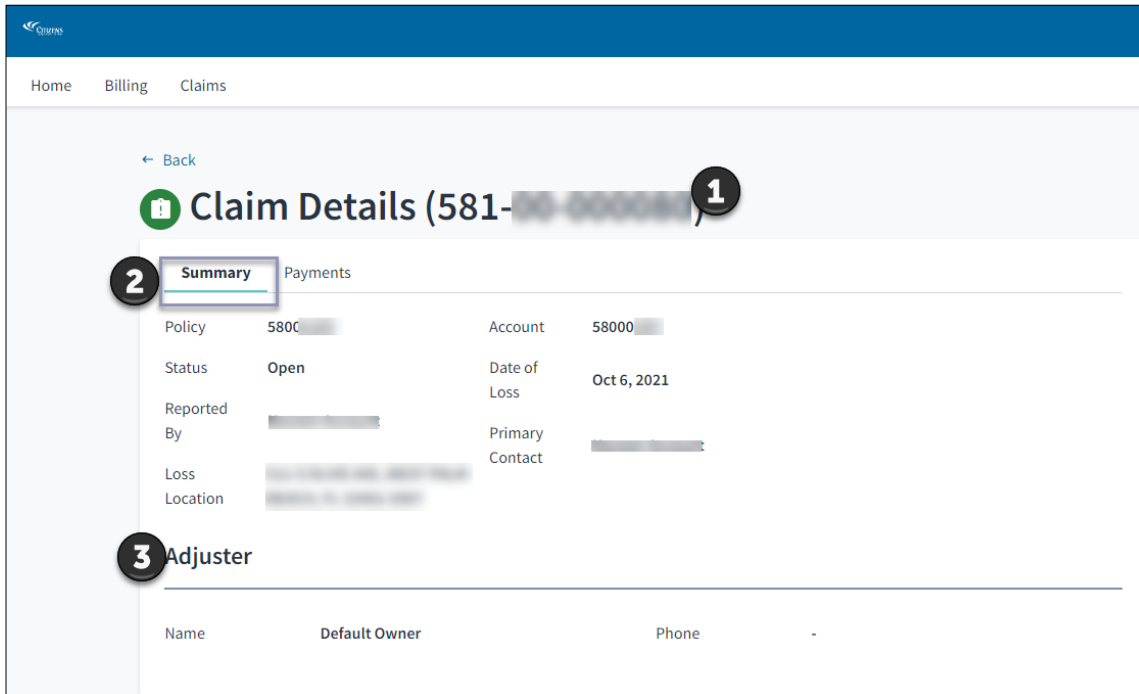 CITIZENS
Home Billing Claims
← Back
Claim Details (581-
1
2
Summary Payments
Policy 5800 Account 58000
Status Open Date of
Loss Oct 6, 2021
Reported
By
Primary
Contact
Loss
Location
3 Adjuster
Name Default Owner Phone -